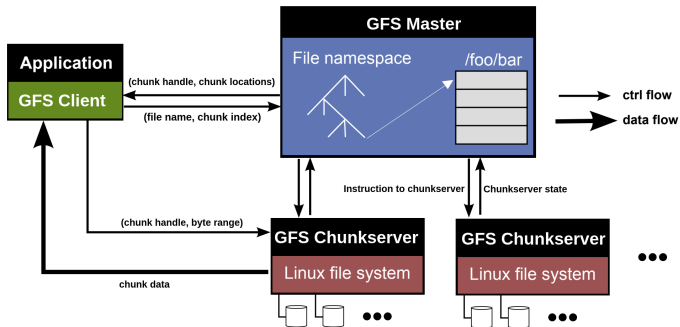 GFS Master
Application
GFS Client
File namespace
/foo/bar
(chunk handle, chunk locations)
(file name, chunk index)
ctrl flow
data flow
Instruction to chunkserver
Chunkserver state
(chunk handle, byte range)
GFS Chunkserver
Linux file system
GFS Chunkserver
Linux file system
chunk data